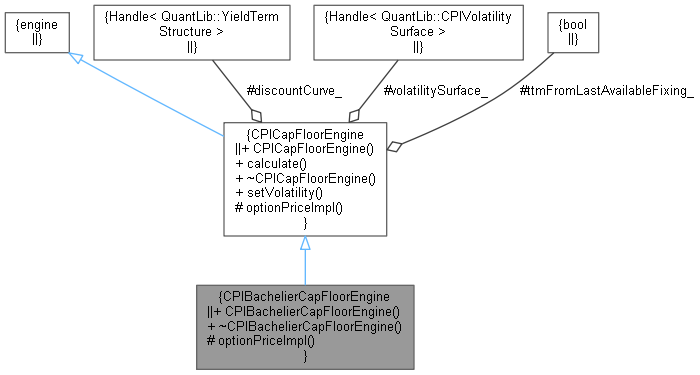 {engine
||}
{Handle< QuantLib::YieldTerm
Structure >
||}
{Handle< QuantLib::CPIVolatility
Surface >
||}
{bool
||}
#discountCurve_
#volatilitySurface_
#ttmFromLastAvailableFixing_
{CPICapFloorEngine
||+ CPICapFloorEngine()
+ calculate()
+ ~CPICapFloorEngine()
+ setVolatility()
# optionPriceImpl()
}
{CPIBachelierCapFloorEngine
||+ CPIBachelierCapFloorEngine()
+ ~CPIBachelierCapFloorEngine()
# optionPriceImpl()
}